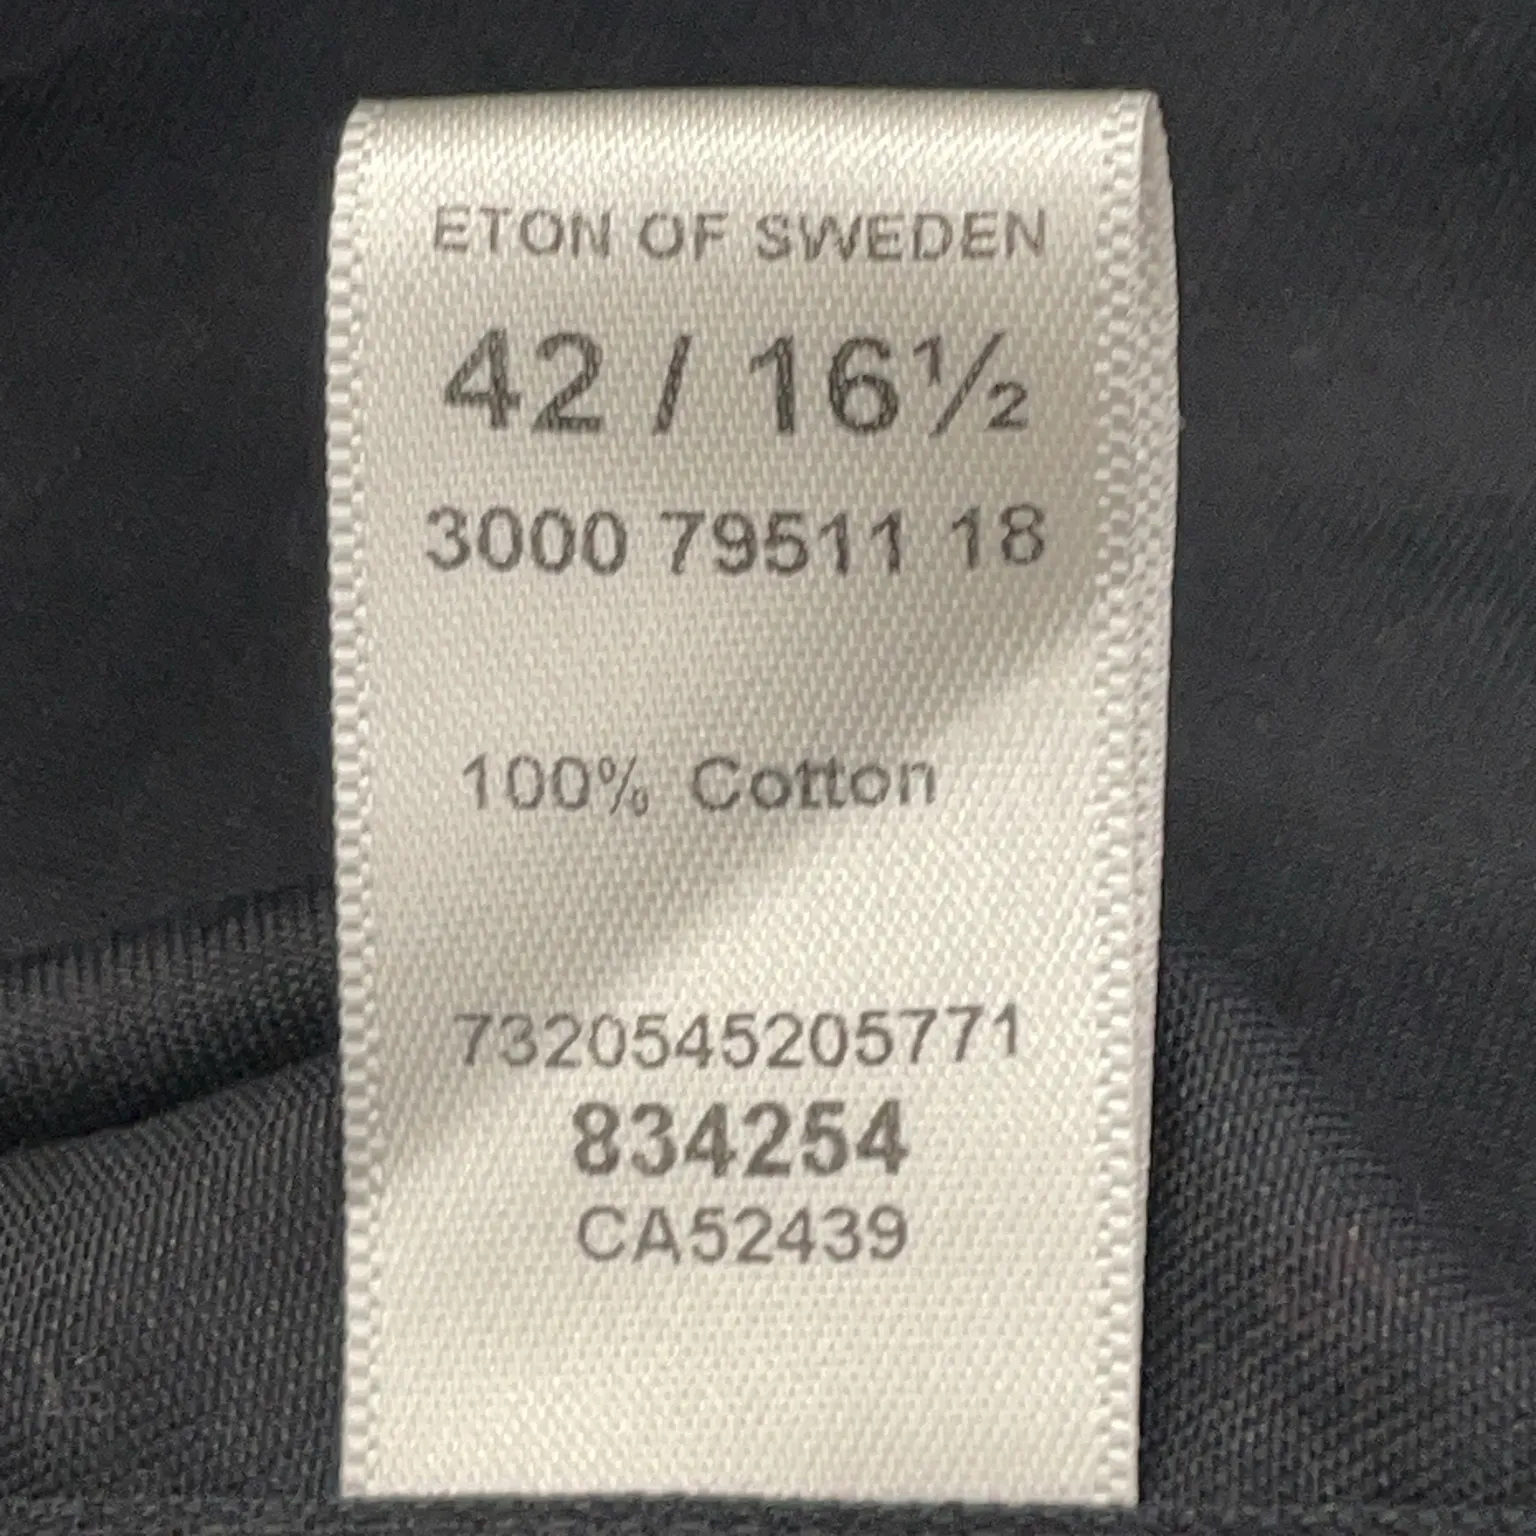 ETON OF SWEDEN
42 / 16½
3000 79511 18
100% Cotton
7320545205771
834254
CA52439